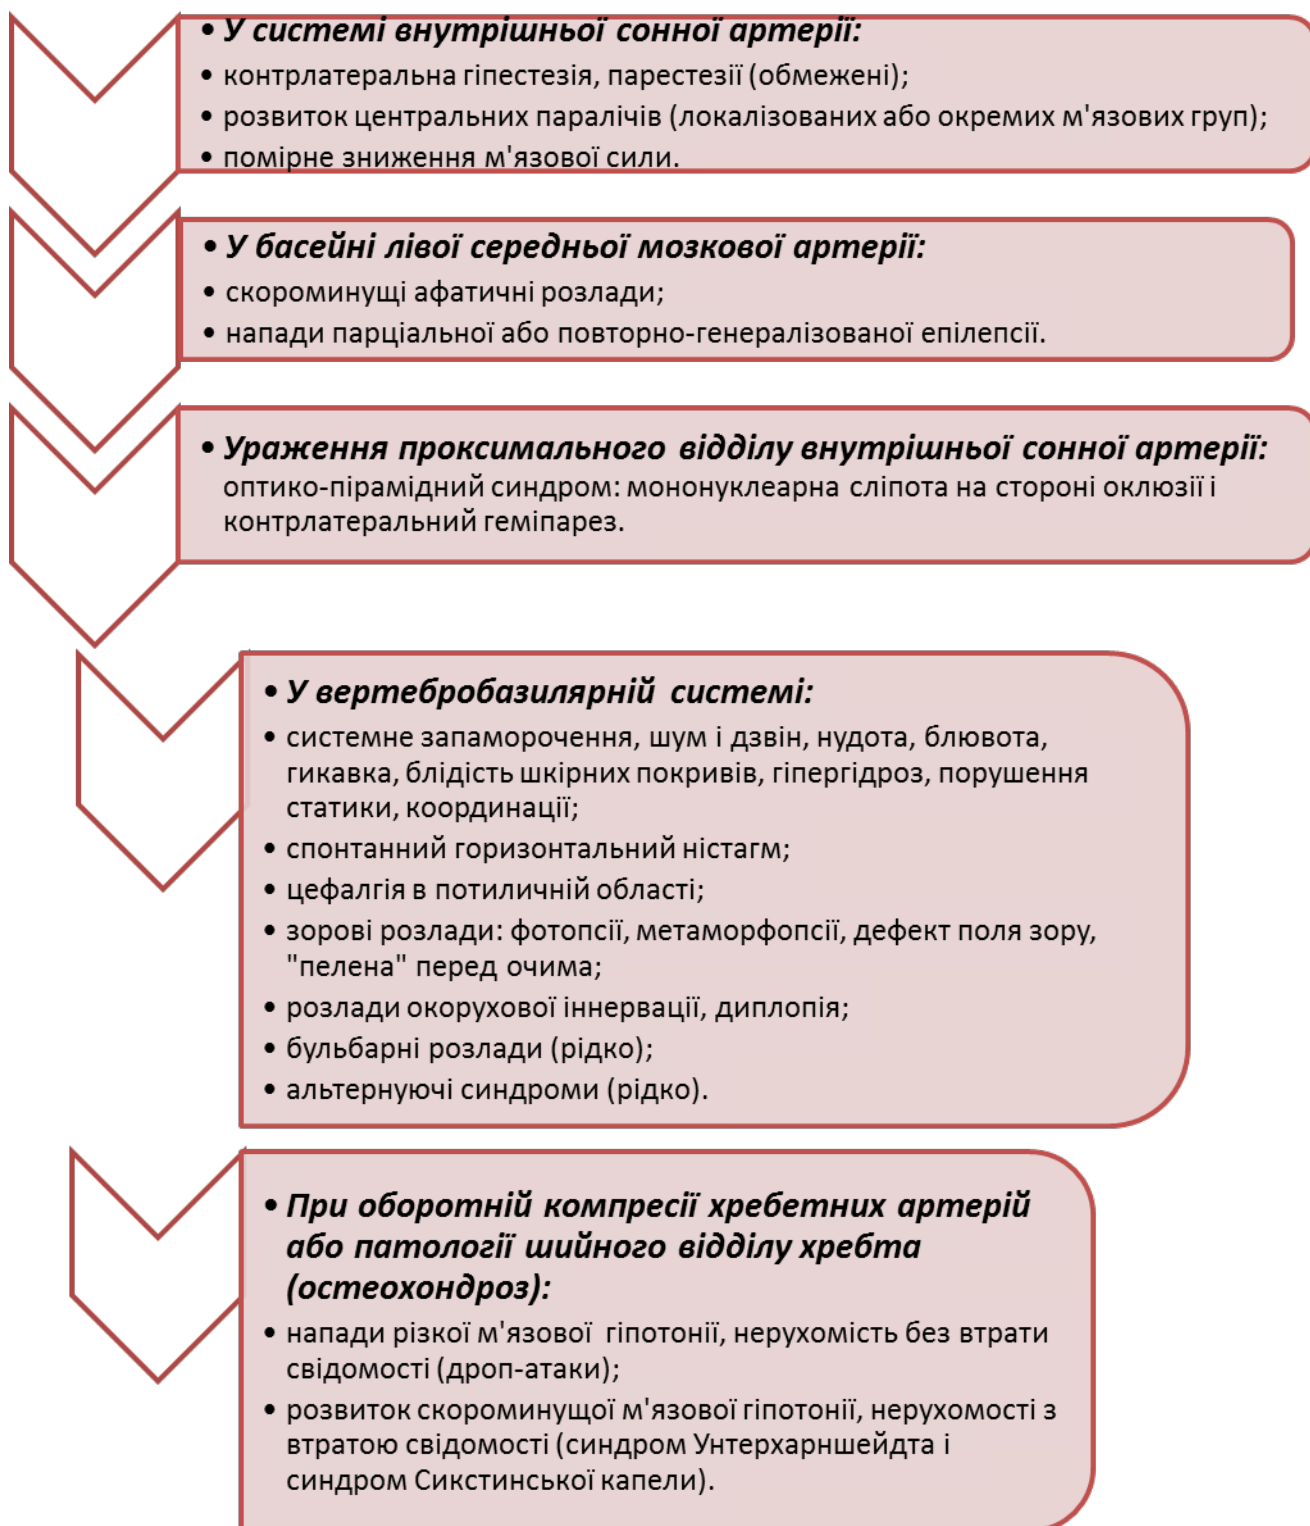 • У системі внутрішньої сонної артерії:
• контрлатеральна гіпестезія, парестезії (обмежені);
• розвиток центральних паралічів (локалізованих або окремих м'язових груп);
• помірне зниження м'язової сили.
• У басейні лівої середньої мозкової артерії:
• скороминущі афатичні розлади;
• напади парціальної або повторно-генералізованої епілепсії.
• Ураження проксимального відділу внутрішньої сонної артерії:
оптико-пірамідний синдром: мононуклеарна сліпота на стороні оклюзії і
контрлатеральний геміпарез.
• У вертебробазилярній системі:
• системне запаморочення, шум і дзвін, нудота, блювота,
гикавка, блідість шкірних покривів, гіпергідроз, порушення
статики, координації;
• спонтанний горизонтальний ністагм;
• цефалгія в потиличній області;
• зорові розлади: фотопсії, метаморфопсії, дефект поля зору,
"пелена" перед очима;
• розлади окорухової іннервації, диплопія;
• бульбарні розлади (рідко);
• альтернуючі синдроми (рідко).
• При оборотній компресії хребетних артерій
або патології шийного відділу хребта
(остеохондроз):
• напади різкої м'язової гіпотонії, нерухомість без втрати
свідомості (дроп-атаки);
• розвиток скороминущої м'язової гіпотонії, нерухомості з
втратою свідомості (синдром Унтерхарншейдта і
синдром Сикстинської капели).